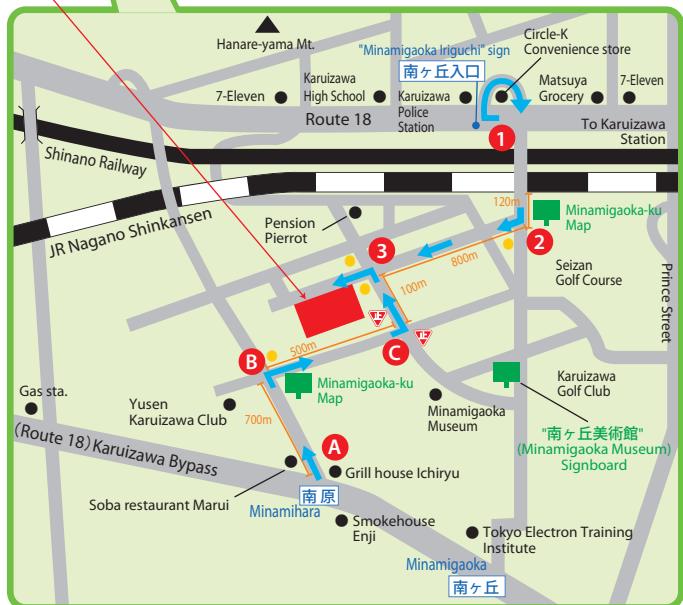 Hanare-yama Mt.
"Minamigaoka Iriguchi" sign
南ヶ丘入口
Circle-K
Convenience store
7-Eleven
Karuizawa
High School
Karuizawa
Police
Station
Matsuya
Grocery
7-Eleven
Route 18
1
To Karuizawa
Station
Shinano Railway
JR Nagano Shinkansen
120m
Minamigaoka-ku
Map
2
Pension
Pierrot
3
800m
100m
Seizan
Golf Course
Prince Street
B
500m
C
Minamigaoka-ku
Map
Gas sta.
Yusen
Karuizawa Club
700m
Minamigaoka
Museum
Karuizawa
Golf Club
"南ヶ丘美術館"
(Minamigaoka Museum)
Signboard
(Route 18) Karuizawa Bypass
A
Grill house Ichiryu
Soba restaurant Marui
南原
Minamihara
Smokehouse
Enji
Tokyo Electron Training
Institute
Minamigaoka
南ヶ丘